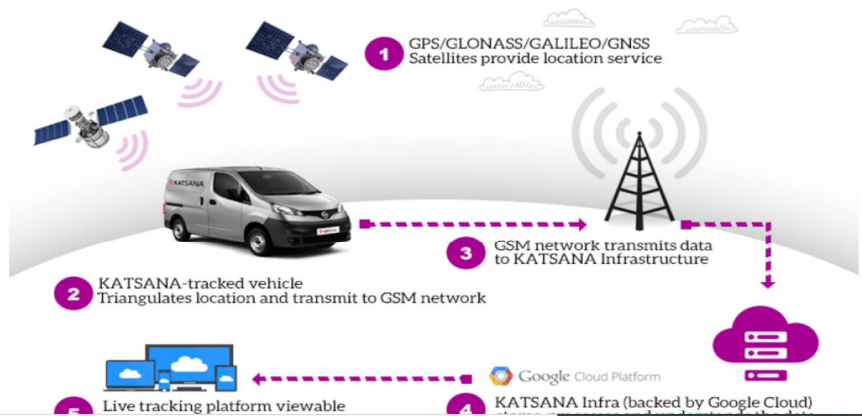 1
GPS/GLONASS/GALILEO/GNSS
Satellites provide location service
KATSANA
3
GSM network transmits data
to KATSANA Infrastructure
2
KATSANA-tracked vehicle
Triangulates location and transmit to GSM network
Google Cloud Platform
4
KATSANA Infra (backed by Google Cloud)
5
Live tracking platform viewable